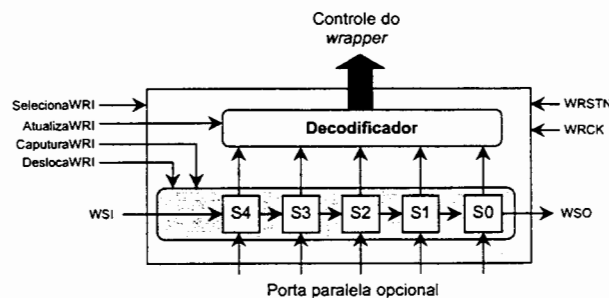 Controle do
wrapper
SelecionaWRI
WRSTN
AtualizaWRI
Decodificador
WRCK
CaputuraWRI
DeslocaWRI
WSI
S4
S3
S2
S1
S0
WSO
Porta paralela opcional